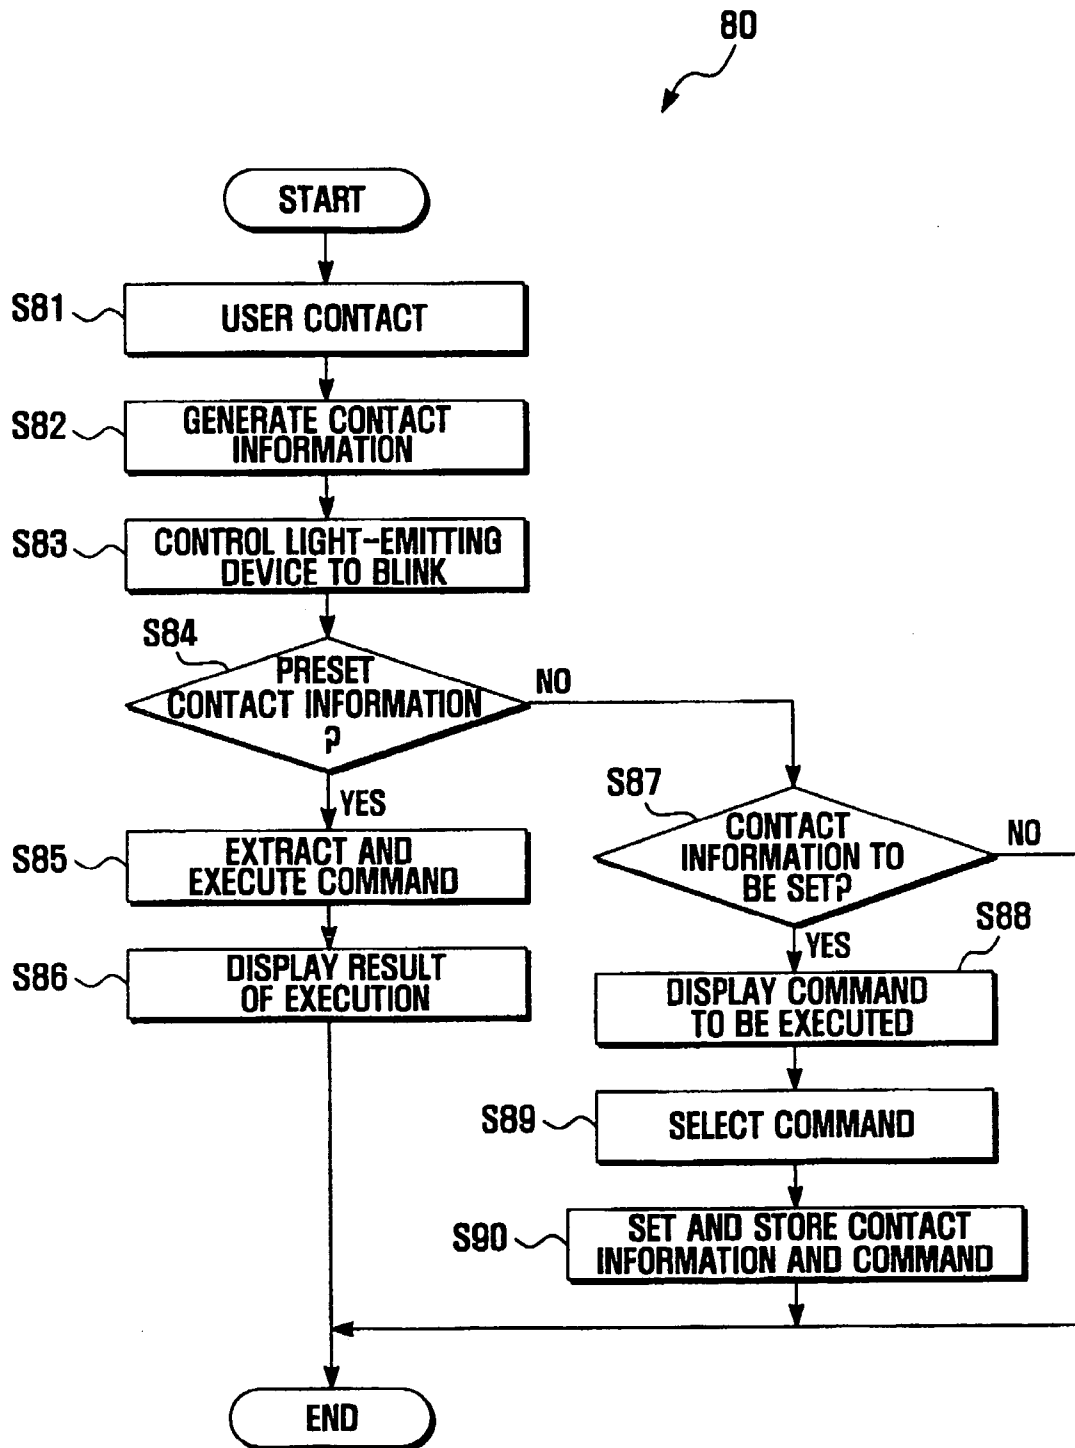 80
START
S81
USER CONTACT
S82
GENERATE CONTACT
INFORMATION
S83
CONTROL LIGHT-EMITTING
DEVICE TO BLINK
S84
PRESET
CONTACT INFORMATION
?
NO
YES
S85
EXTRACT AND
EXECUTE COMMAND
S86
DISPLAY RESULT
OF EXECUTION
S87
CONTACT
INFORMATION TO
BE SET?
NO
YES
S88
DISPLAY COMMAND
TO BE EXECUTED
S89
SELECT COMMAND
S90
SET AND STORE CONTACT
INFORMATION AND COMMAND
END